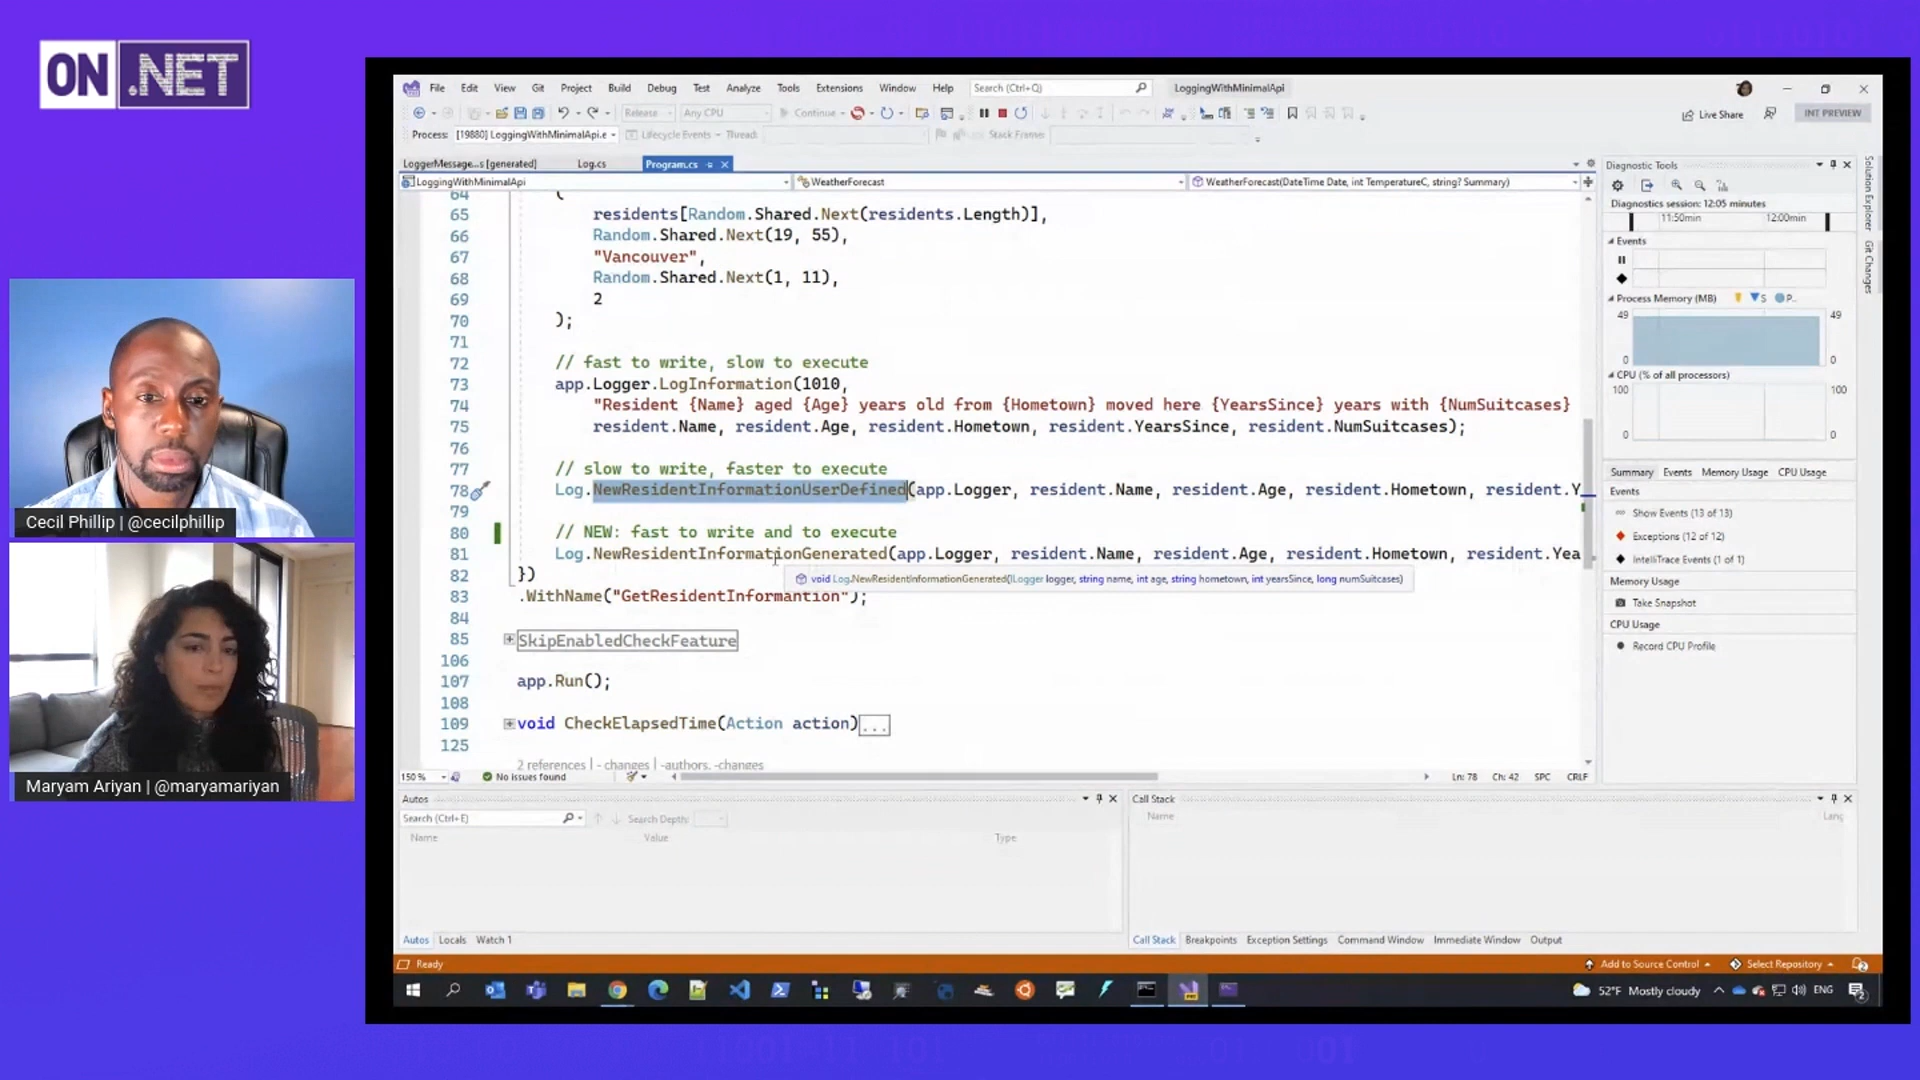 ON .NET
File Edit View Git Project Build Debug Test Analyze Tools Extensions Window Help Search (Ctrl+Q) LoggingWithMinimalApi
Release Any CPU Continue Live Share INT PREVIEW
Process: [19880] LoggingWithMinimalApi.e Lifecycle Events Thread: Stack Frame:
LoggerMessage...s [generated] Log.cs Program.cs
LoggingWithMinimalApi WeatherForecast WeatherForecast(DateTime Date, int TemperatureC, string? Summary)
64 (
65 residents[Random.Shared.Next(residents.Length)],
66 Random.Shared.Next(19, 55),
67 "Vancouver",
68 Random.Shared.Next(1, 11),
69 2
70 );
71
72 // fast to write, slow to execute
73 app.Logger.LogInformation(1010,
74 "Resident {Name} aged {Age} years old from {Hometown} moved here {YearsSince} years with {NumSuitcases}
75 resident.Name, resident.Age, resident.Hometown, resident.YearsSince, resident.NumSuitcases);
76
77 // slow to write, faster to execute
78 Log.NewResidentInformationUserDefined(app.Logger, resident.Name, resident.Age, resident.Hometown, resident.Y
79
80 // NEW: fast to write and to execute
81 Log.NewResidentInformationGenerated(app.Logger, resident.Name, resident.Age, resident.Hometown, resident.Yea
82 })
void Log.NewResidentInformationGenerated(ILogger logger, string name, int age, string hometown, int yearsSince, long numSuitcases)
83 .WithName("GetResidentInformantion");
84
85 SkipEnabledCheckFeature
106
107 app.Run();
108
109 void CheckElapsedTime(Action action)...
125
2 references | - changes | -authors, -changes
150 % No issues found Ln: 78 Ch: 42 SPC CRLF
Diagnostic Tools
Diagnostics session: 12:05 minutes
11:50min 12:00min
Events
Process Memory (MB) S P...
49 49
0 0
CPU (% of all processors)
100 100
0 0
Summary Events Memory Usage CPU Usage
Events
Show Events (13 of 13)
Exceptions (12 of 12)
IntelliTrace Events (1 of 1)
Memory Usage
Take Snapshot
CPU Usage
Record CPU Profile
Solution Explorer
Git Changes
Autos
Search (Ctrl+E) Search Depth:
Name Value Type
Autos Locals Watch 1
Call Stack
Name Lang
Call Stack Breakpoints Exception Settings Command Window Immediate Window Output
Ready Add to Source Control Select Repository 2
52°F Mostly cloudy ENG 2
Cecil Phillip | @cecilphillip
Maryam Ariyan | @maryamariyan